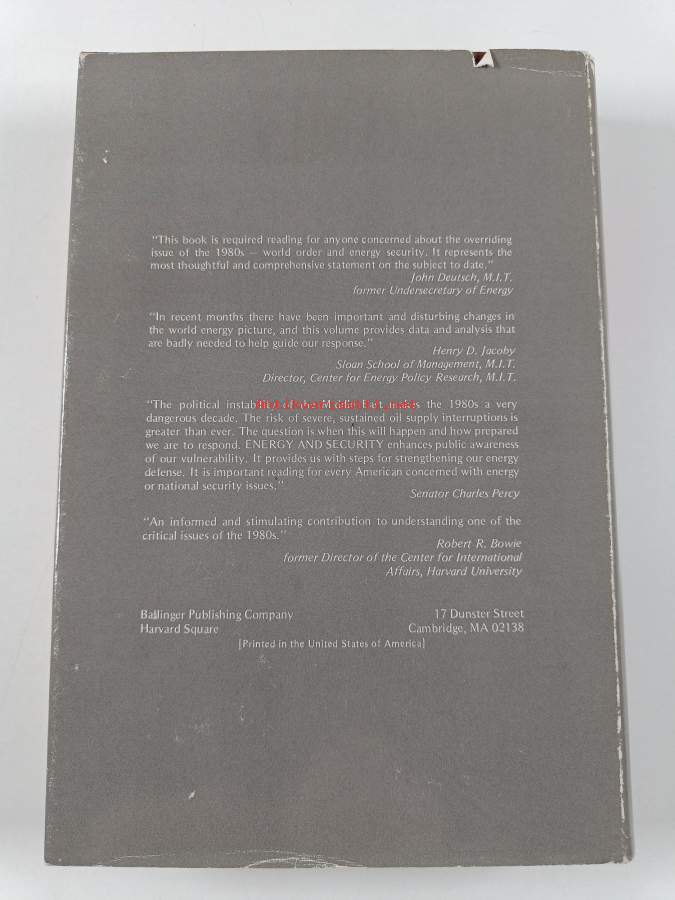 "This book is required reading for anyone concerned about the overriding
issue of the 1980s — world order and energy security. It represents the
most thoughtful and comprehensive statement on the subject to date."
John Deutsch, M.I.T.
former Undersecretary of Energy
"In recent months there have been important and disturbing changes in
the world energy picture, and this volume provides data and analysis that
are badly needed to help guide our response."
Henry D. Jacoby
Sloan School of Management, M.I.T.
Director, Center for Energy Policy Research, M.I.T.
"The political instability of the Middle East makes the 1980s a very
dangerous decade. The risk of severe, sustained oil supply interruptions is
greater than ever. The question is when this will happen and how prepared
we are to respond. ENERGY AND SECURITY enhances public awareness
of our vulnerability. It provides us with steps for strengthening our energy
defense. It is important reading for every American concerned with energy
or national security issues."
Senator Charles Percy
"An informed and stimulating contribution to understanding one of the
critical issues of the 1980s."
Robert R. Bowie
former Director of the Center for International
Affairs, Harvard University
Ballinger Publishing Company
Harvard Square
17 Dunster Street
Cambridge, MA 02138
[Printed in the United States of America]